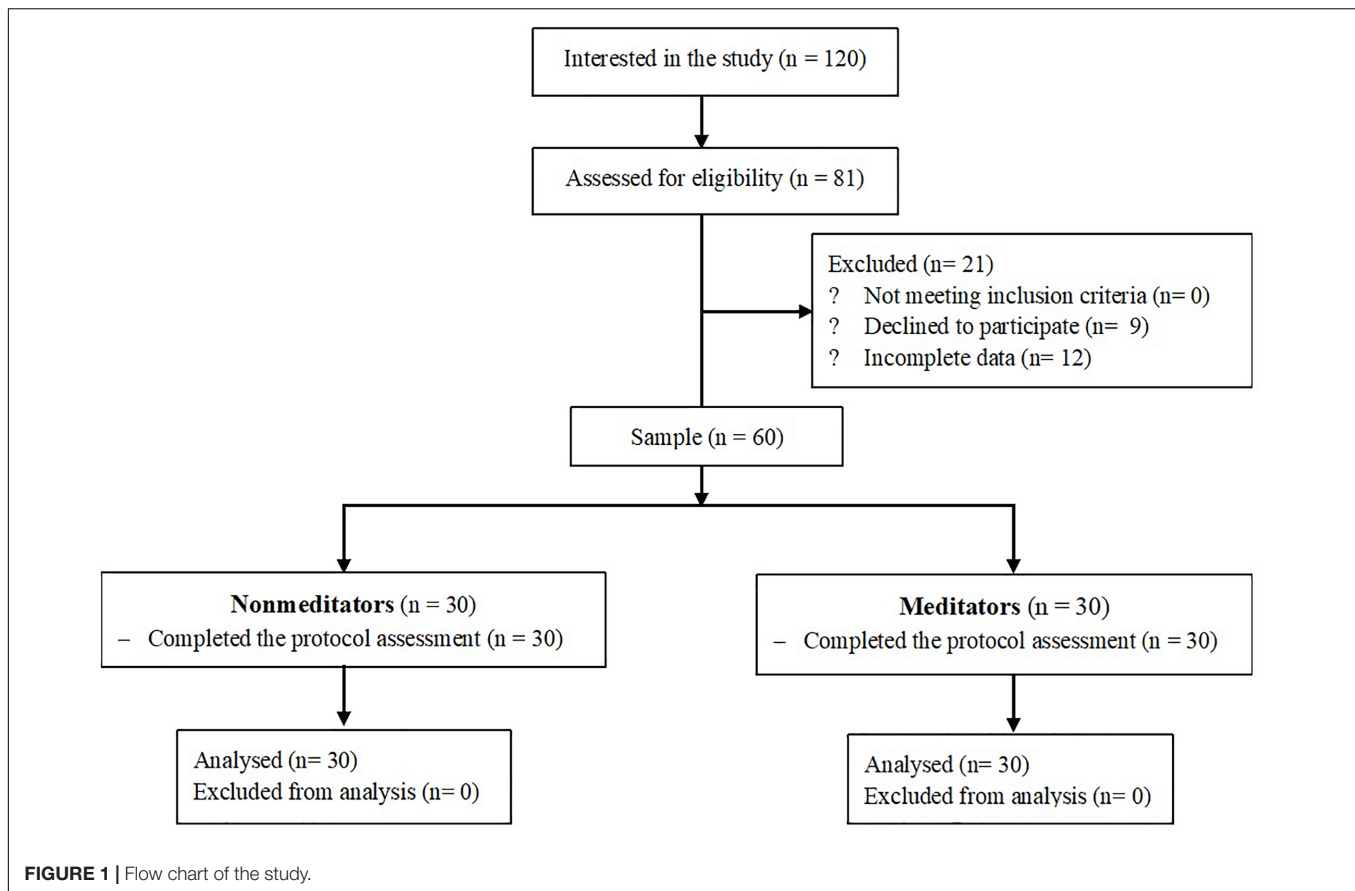 Interested in the study (n = 120)
Assessed for eligibility (n = 81)
Excluded (n= 21)
? Not meeting inclusion criteria (n= 0)
? Declined to participate (n= 9)
? Incomplete data (n= 12)
Sample (n = 60)
Nonmeditators (n = 30)
– Completed the protocol assessment (n = 30)
Meditators (n = 30)
– Completed the protocol assessment (n = 30)
Analysed (n= 30)
Excluded from analysis (n= 0)
Analysed (n= 30)
Excluded from analysis (n= 0)
FIGURE 1 | Flow chart of the study.